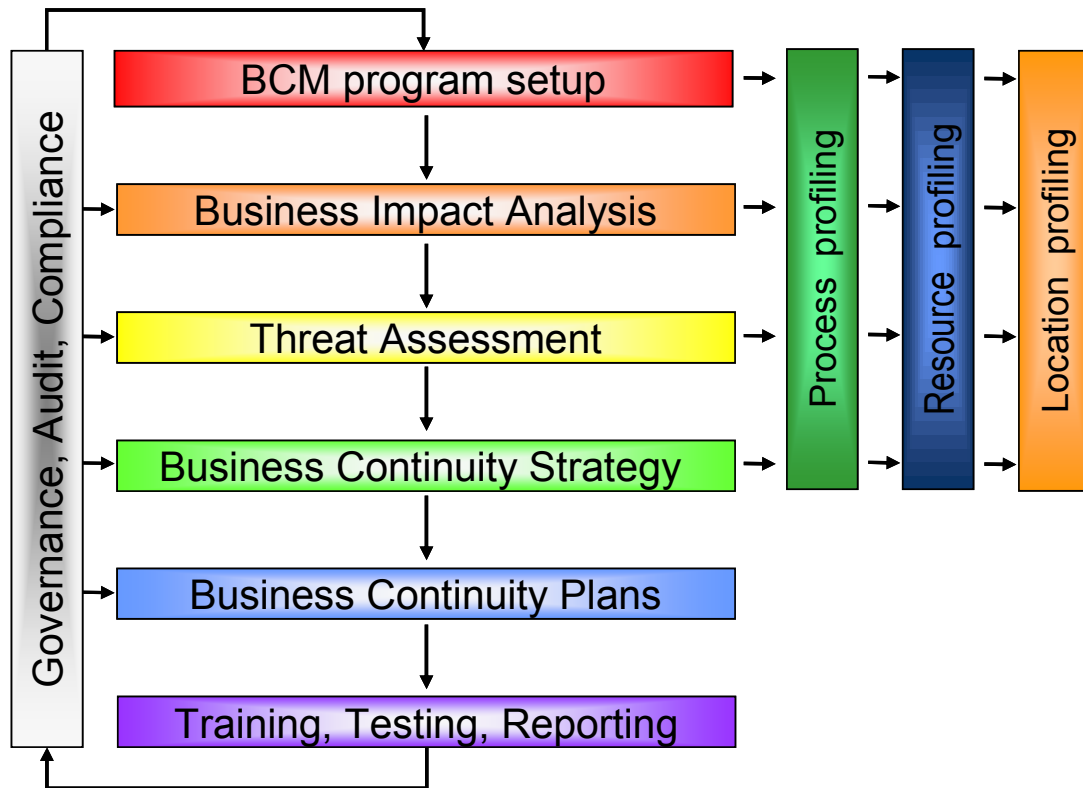 Governance, Audit, Compliance
BCM program setup
Business Impact Analysis
Threat Assessment
Business Continuity Strategy
Business Continuity Plans
Training, Testing, Reporting
Process profiling
Resource profiling
Location profiling